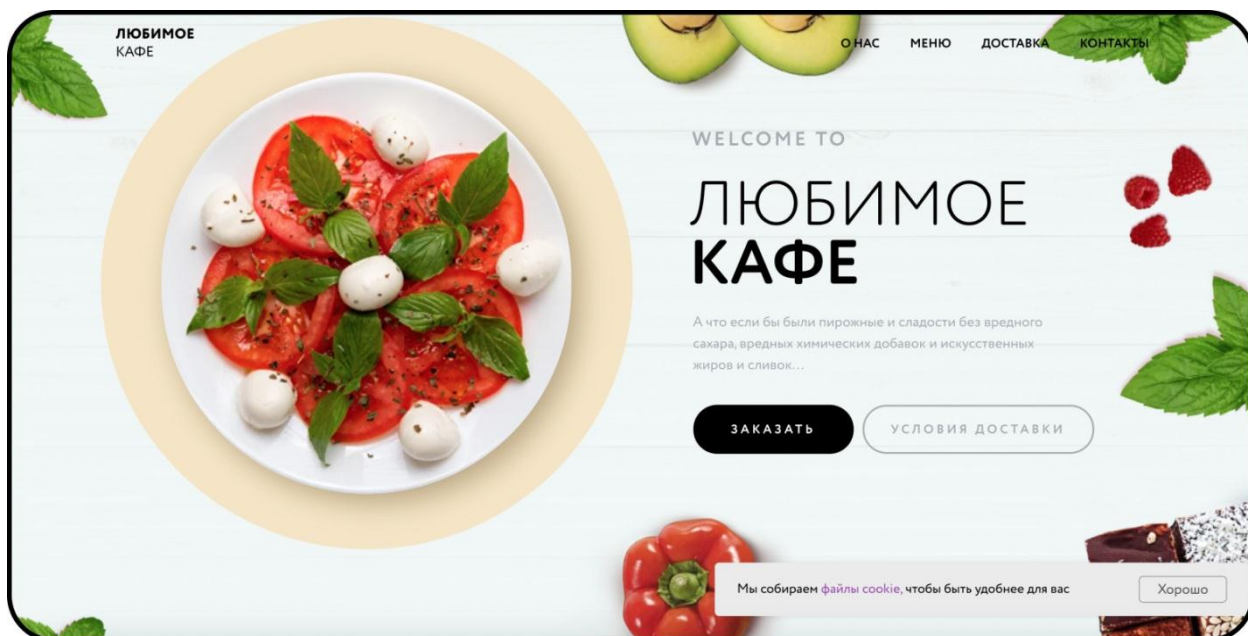 ЛЮБИМОЕ
КАФЕ
О НАС МЕНЮ ДОСТАВКА КОНТАКТЫ
WELCOME TO
ЛЮБИМОЕ
КАФЕ
А что если бы были пирожные и сладости без вредного
сахара, вредных химических добавок и искусственных
жиров и сливок...
ЗАКАЗАТЬ УСЛОВИЯ ДОСТАВКИ
Мы собираем файлы cookie, чтобы быть удобнее для вас Хорошо